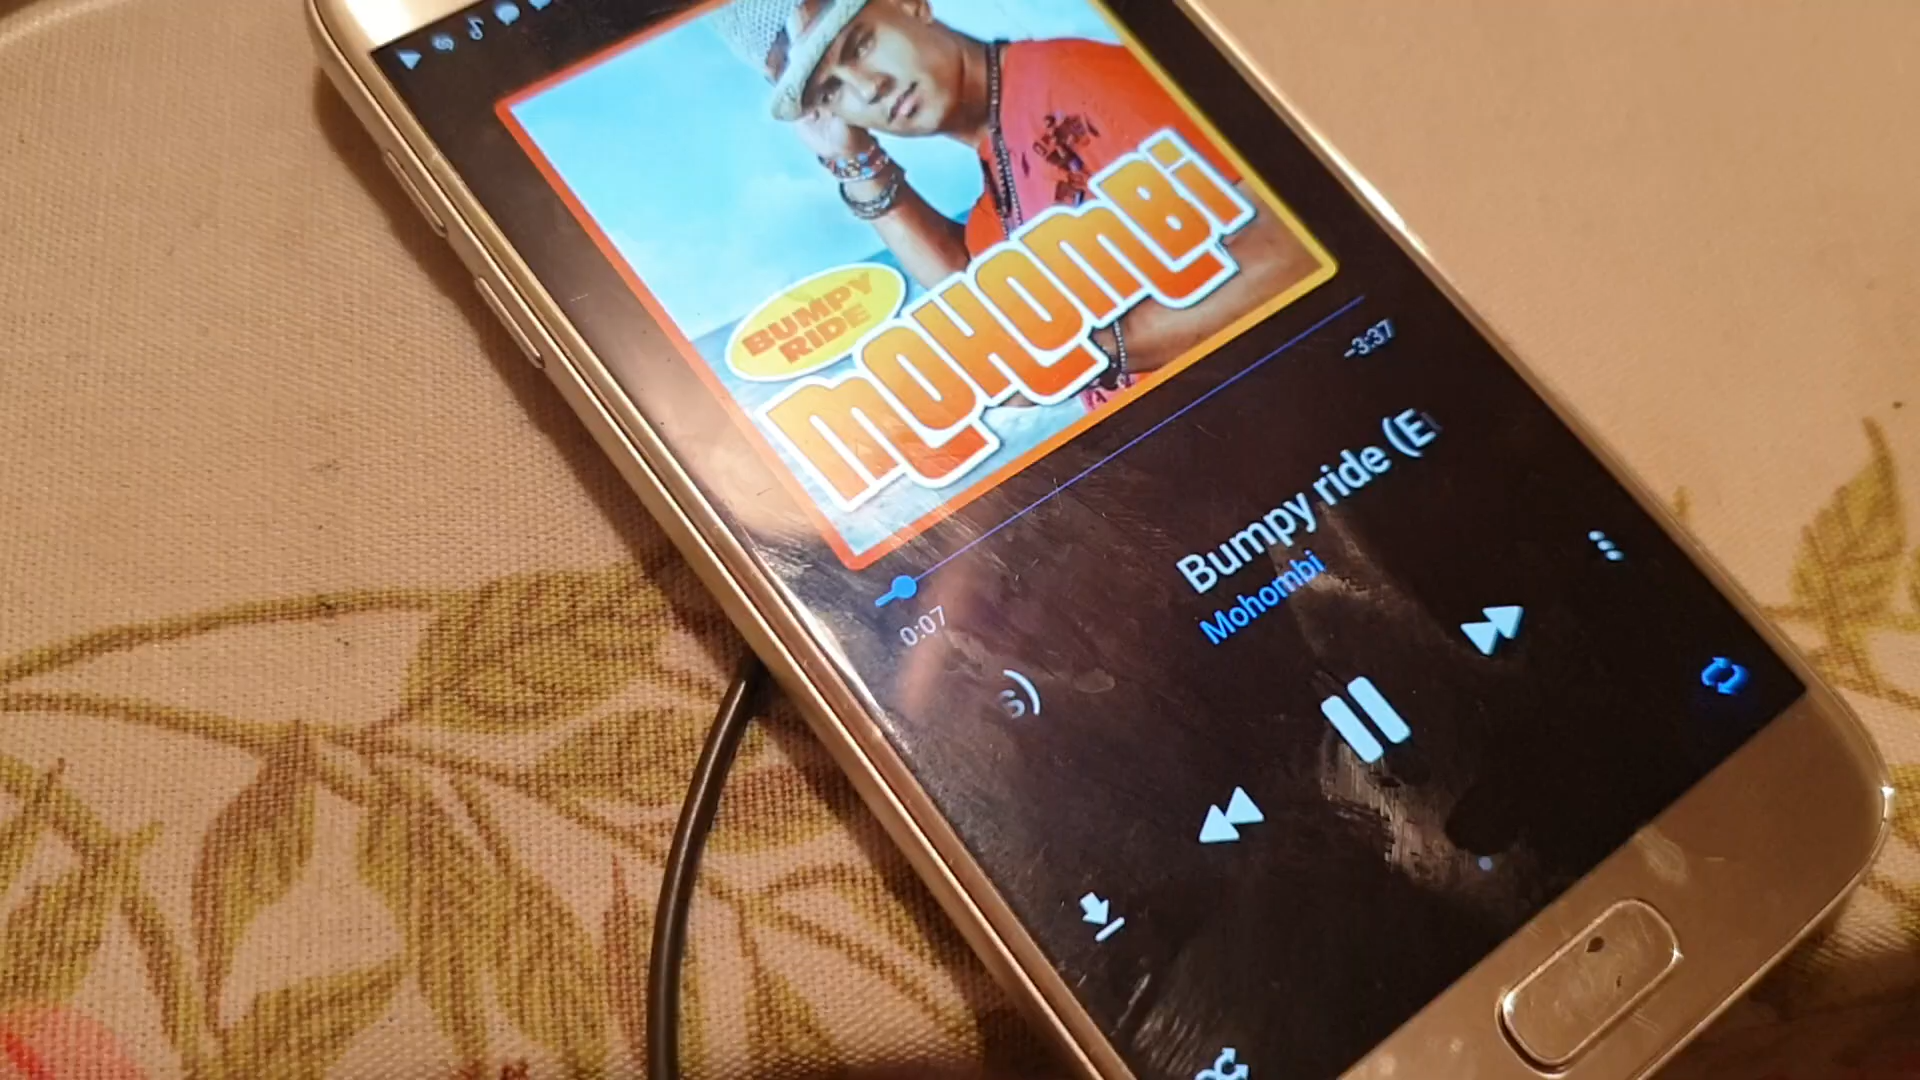 BUMPY
RIDE
MOHOMBI
-3:37
0:07
Bumpy ride (E
Mohombi
s)